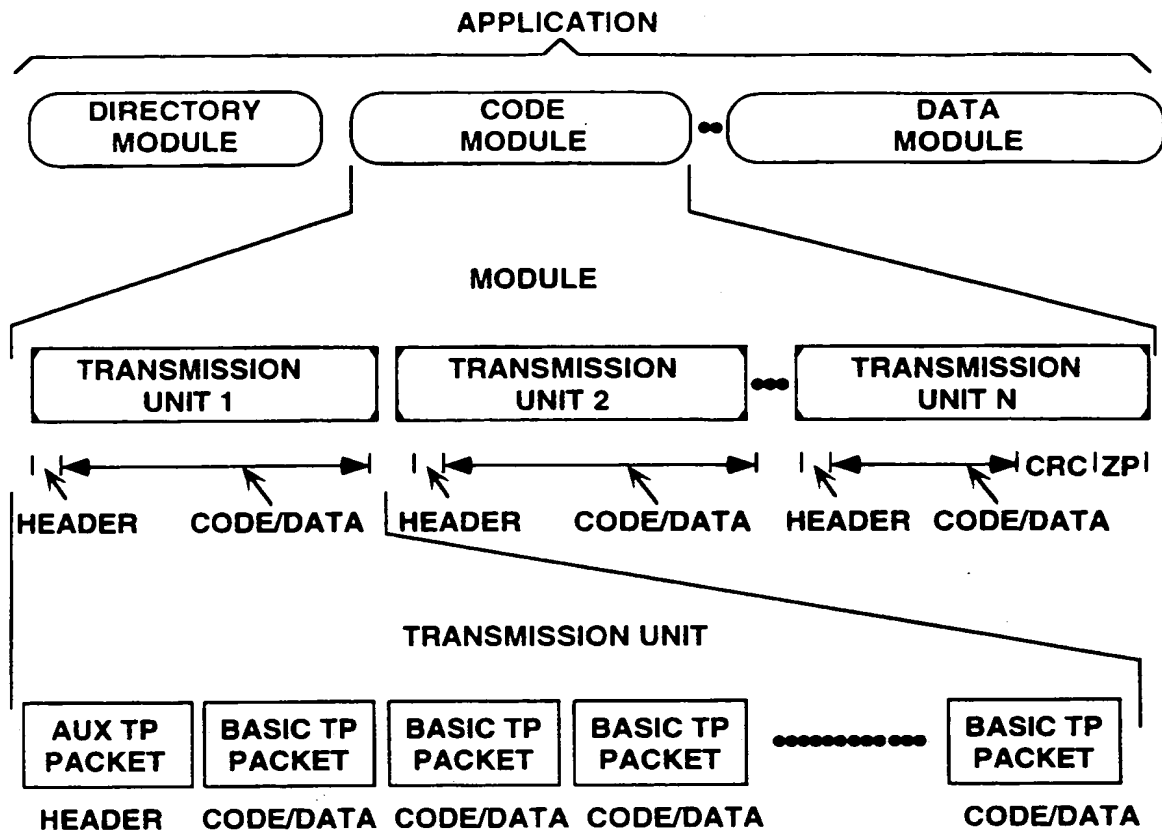 APPLICATION
DIRECTORY MODULE
CODE MODULE
DATA MODULE
MODULE
TRANSMISSION UNIT 1
TRANSMISSION UNIT 2
TRANSMISSION UNIT N
CRC ZP
HEADER CODE/DATA HEADER CODE/DATA HEADER CODE/DATA
TRANSMISSION UNIT
AUX TP PACKET
BASIC TP PACKET
BASIC TP PACKET
BASIC TP PACKET
BASIC TP PACKET
HEADER CODE/DATA CODE/DATA CODE/DATA CODE/DATA